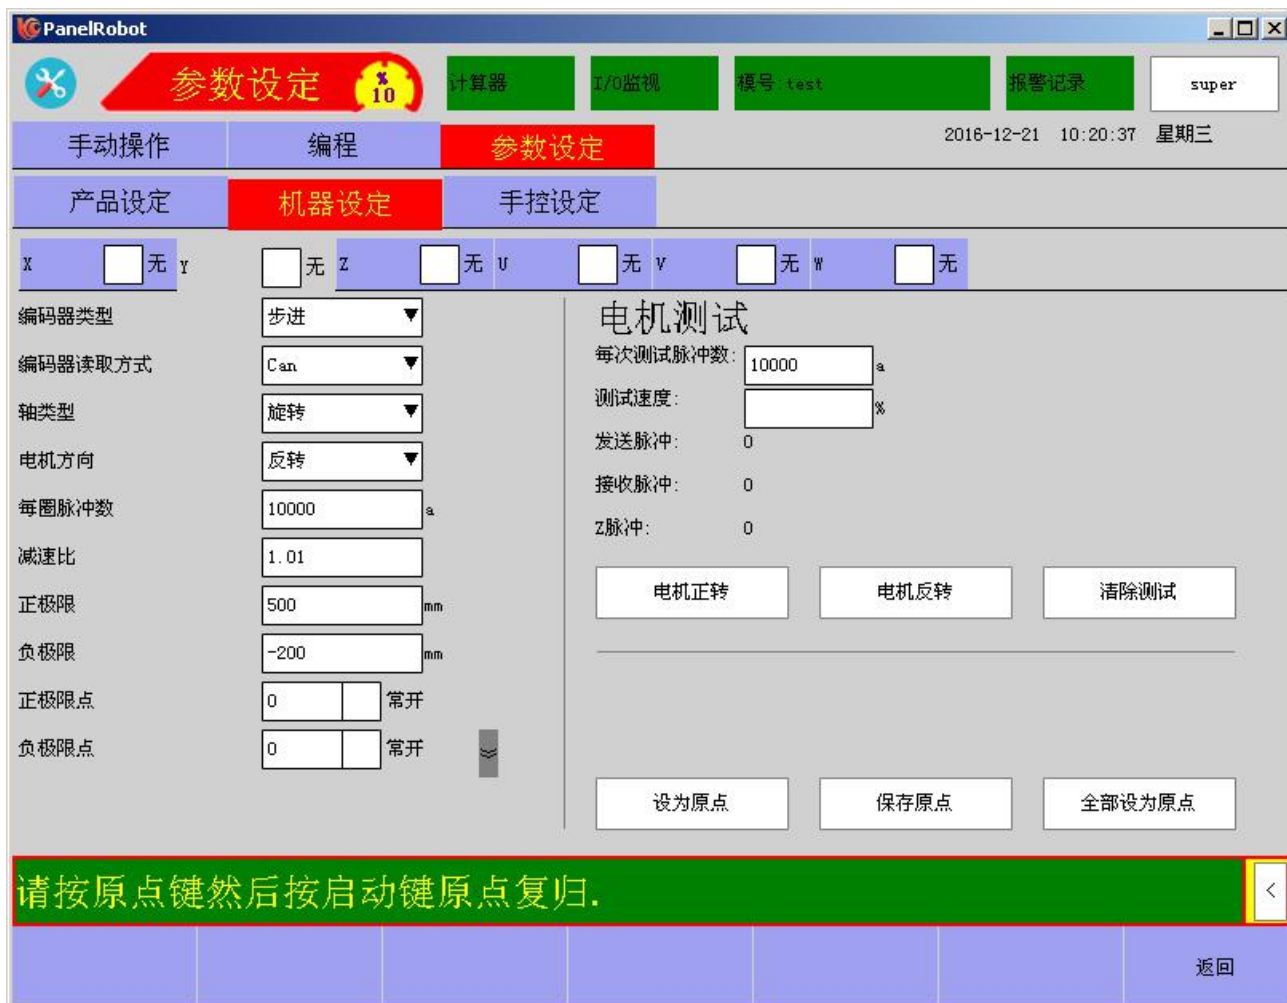 PanelRobot
参数设定 % 10 计算器 I/O监视 模号:test 报警记录 super
手动操作 编程 参数设定 2016-12-21 10:20:37 星期三
产品设定 机器设定 手控设定
X 无 Y 无 Z 无 U 无 V 无 W 无
编码器类型 步进
编码器读取方式 Can
轴类型 旋转
电机方向 反转
每圈脉冲数 10000 a
减速比 1.01
正极限 500 mm
负极限 -200 mm
正极限点 0 常开
负极限点 0 常开
电机测试
每次测试脉冲数: 10000 a
测试速度: %
发送脉冲: 0
接收脉冲: 0
Z脉冲: 0
电机正转 电机反转 清除测试
设为原点 保存原点 全部设为原点
请按原点键然后按启动键原点复归. <
返回